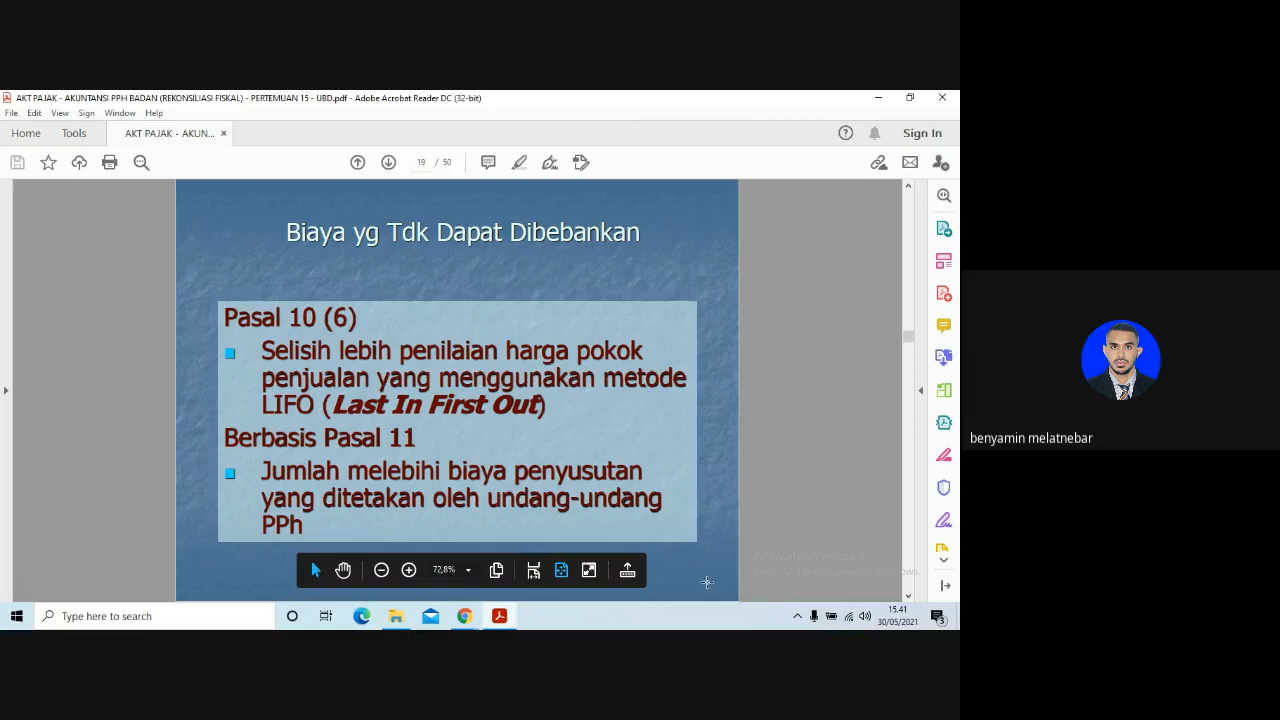 AKT PAJAK - AKUNTANSI PPH BADAN (REKONSILIASI FISKAL) - PERTEMUAN 15 - UBD.pdf - Adobe Acrobat Reader DC (32-bit)
File Edit View Sign Window Help
Home Tools AKT PAJAK - AKUN... × Sign In
19 / 50
Biaya yg Tdk Dapat Dibebankan
Pasal 10 (6)
Selisih lebih penilaian harga pokok
penjualan yang menggunakan metode
LIFO (Last In First Out)
Berbasis Pasal 11
Jumlah melebihi biaya penyusutan
yang ditetakan oleh undang-undang
PPh
72,8%
Activate Windows
benyamin melatnebar
Type here to search
15.41
30/05/2021
3